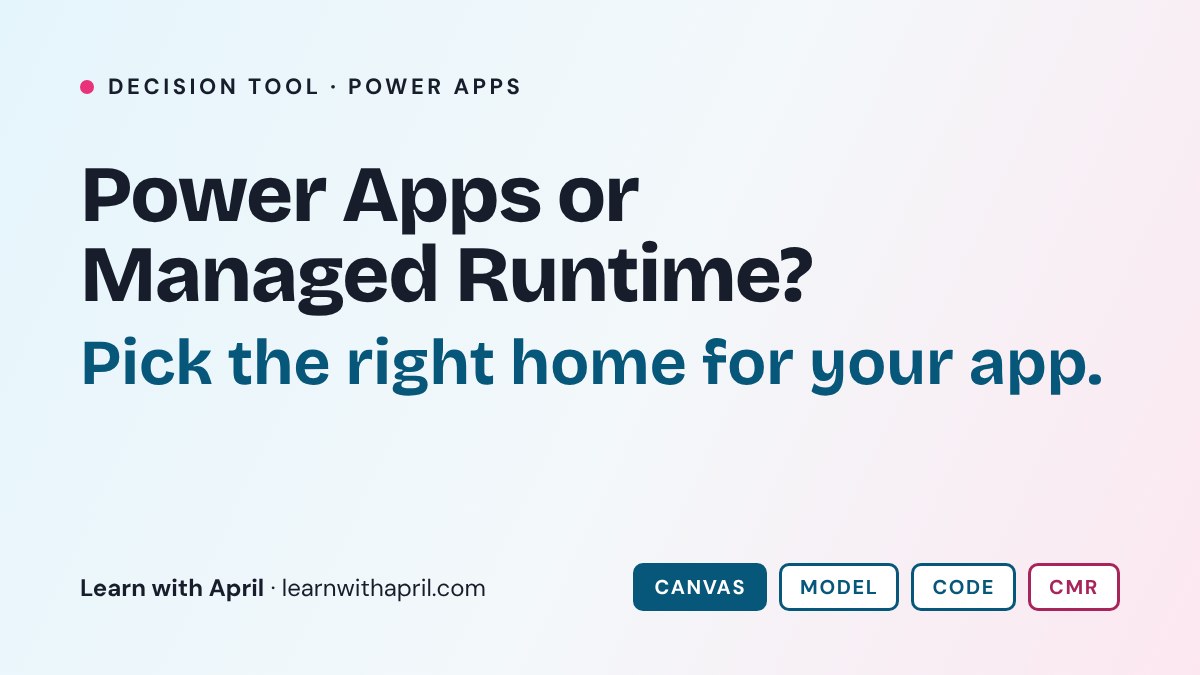 DECISION TOOL · POWER APPS
Power Apps or
Managed Runtime?
Pick the right home for your app.
Learn with April · learnwithapril.com
CANVAS
MODEL
CODE
CMR